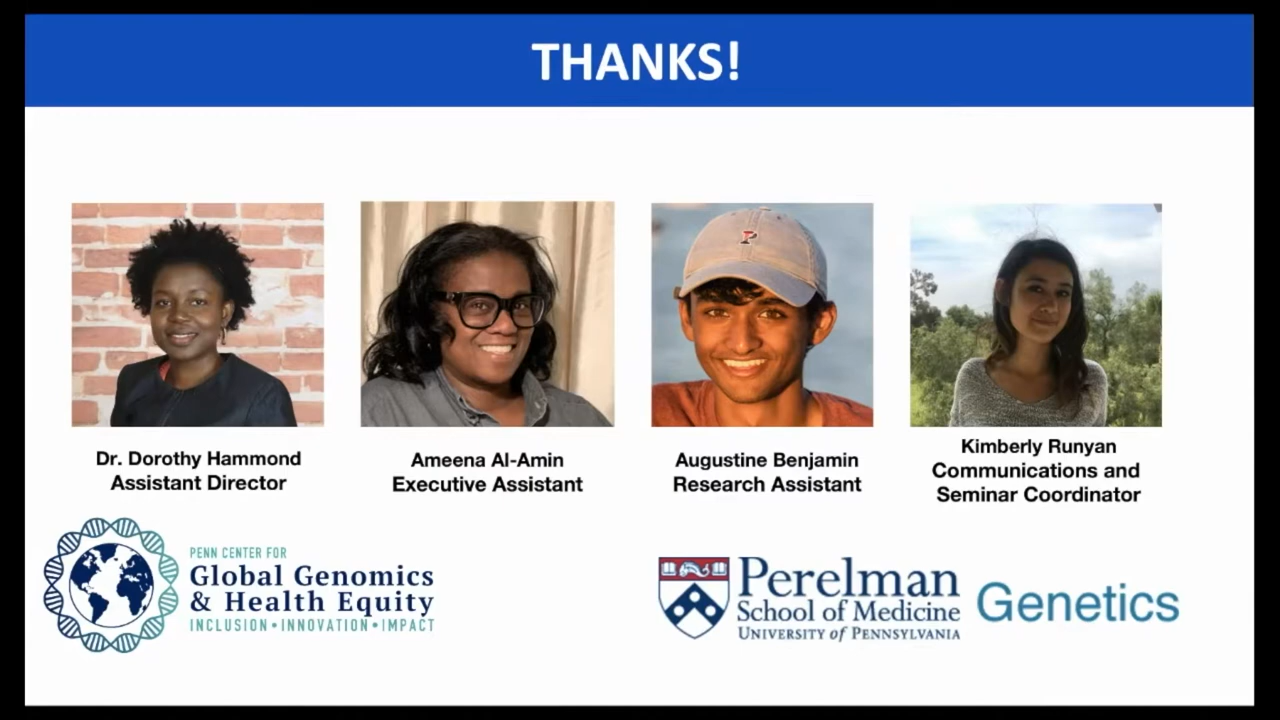 THANKS!
P
Dr. Dorothy Hammond
Assistant Director
Ameena Al-Amin
Executive Assistant
Augustine Benjamin
Research Assistant
Kimberly Runyan
Communications and
Seminar Coordinator
PENN CENTER FOR
Global Genomics
& Health Equity
INCLUSION • INNOVATION • IMPACT
Perelman
School of Medicine
UNIVERSITY of PENNSYLVANIA
Genetics